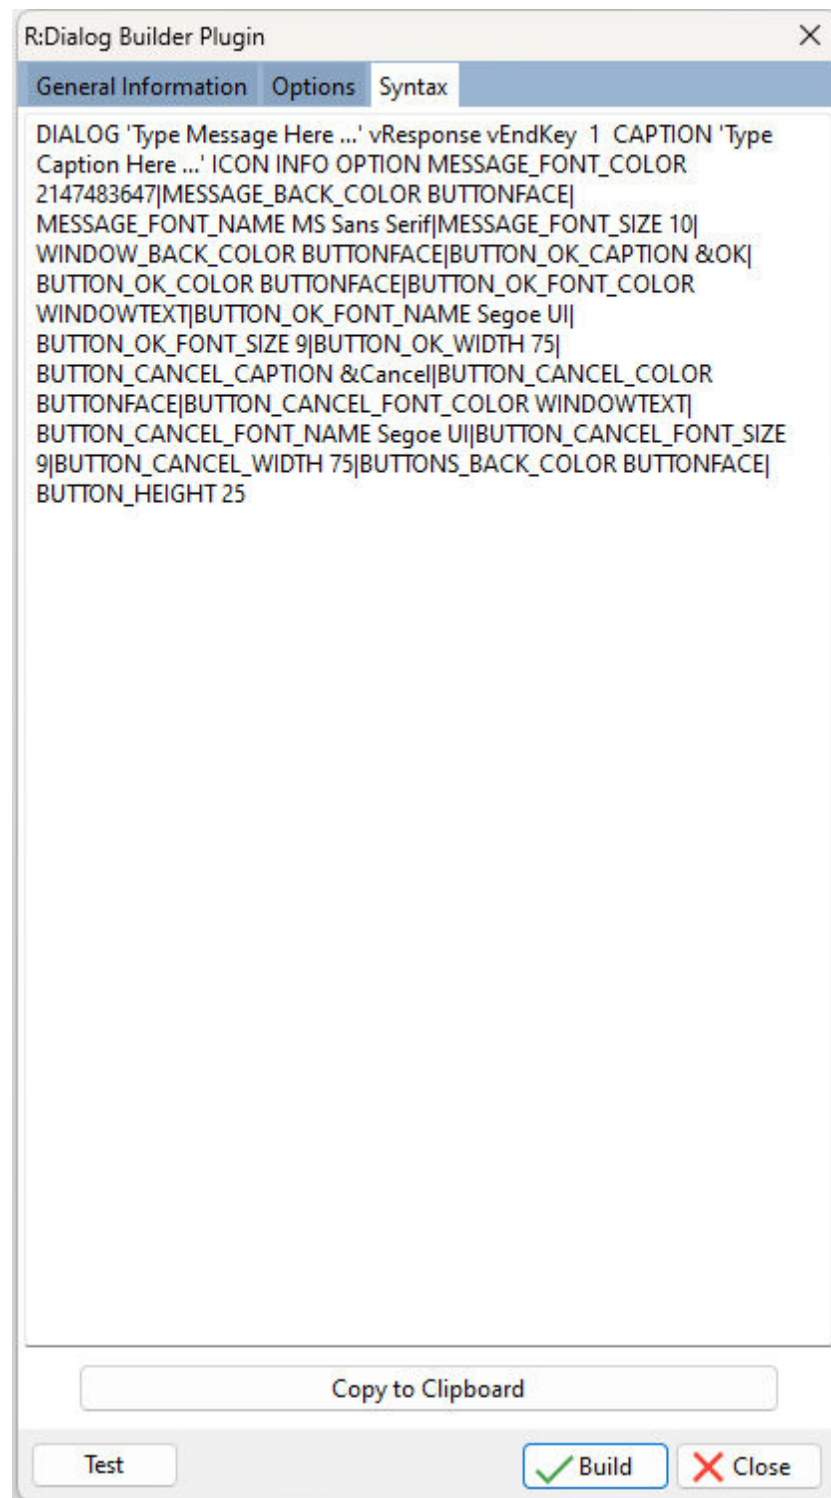 R:Dialog Builder Plugin
General Information Options Syntax
DIALOG 'Type Message Here ...' vResponse vEndKey  1  CAPTION 'Type
Caption Here ...' ICON INFO OPTION MESSAGE_FONT_COLOR
2147483647|MESSAGE_BACK_COLOR BUTTONFACE|
MESSAGE_FONT_NAME MS Sans Serif|MESSAGE_FONT_SIZE 10|
WINDOW_BACK_COLOR BUTTONFACE|BUTTON_OK_CAPTION &OK|
BUTTON_OK_COLOR BUTTONFACE|BUTTON_OK_FONT_COLOR
WINDOWTEXT|BUTTON_OK_FONT_NAME Segoe UI|
BUTTON_OK_FONT_SIZE 9|BUTTON_OK_WIDTH 75|
BUTTON_CANCEL_CAPTION &Cancel|BUTTON_CANCEL_COLOR
BUTTONFACE|BUTTON_CANCEL_FONT_COLOR WINDOWTEXT|
BUTTON_CANCEL_FONT_NAME Segoe UI|BUTTON_CANCEL_FONT_SIZE
9|BUTTON_CANCEL_WIDTH 75|BUTTONS_BACK_COLOR BUTTONFACE|
BUTTON_HEIGHT 25
Copy to Clipboard
Test Build Close